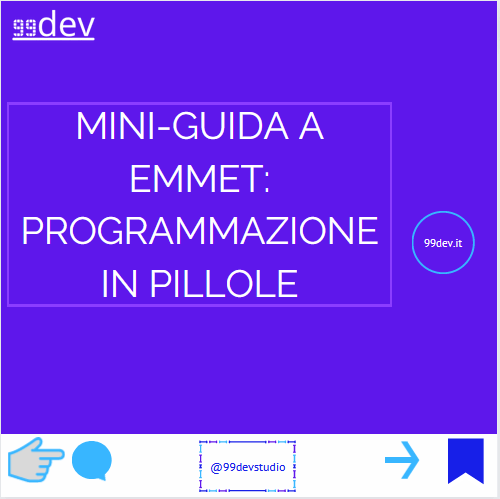 99dev
MINI-GUIDA A
EMMET:
PROGRAMMAZIONE
IN PILLOLE
99dev.it
@99devstudio